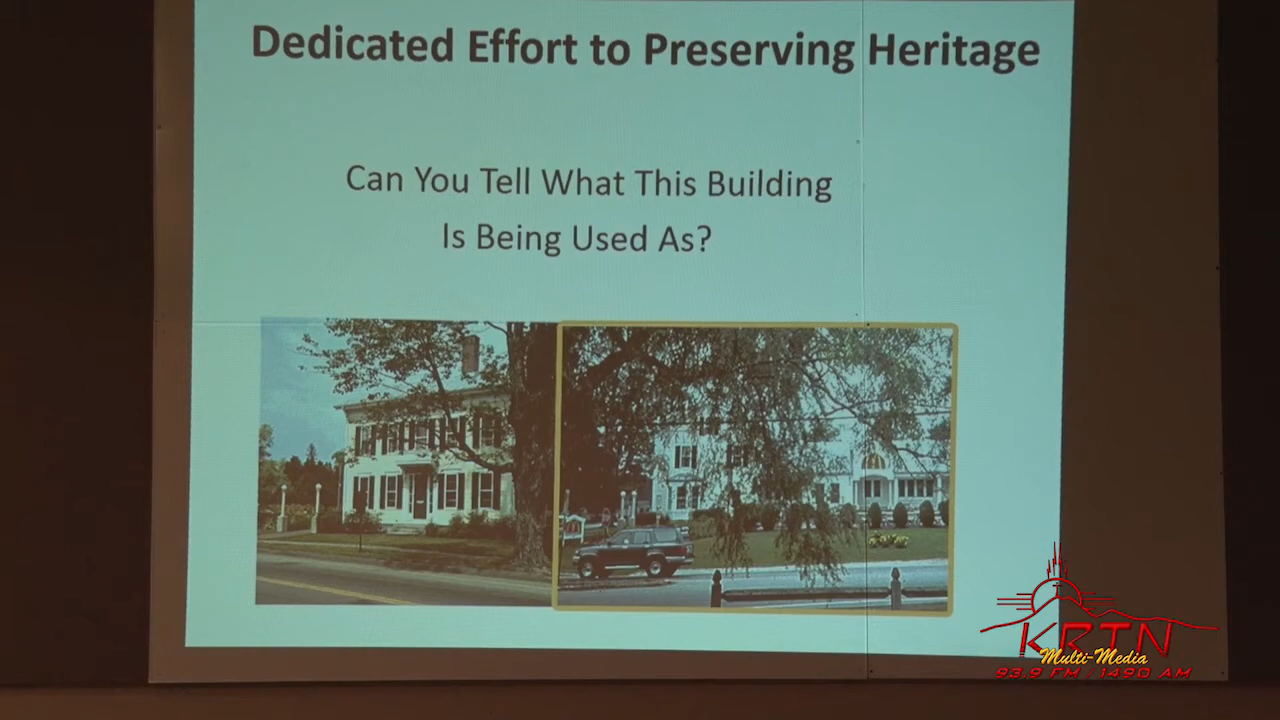 Dedicated Effort to Preserving Heritage
Can You Tell What This Building
Is Being Used As?
KRTN
Multi-Media
93.9 FM / 1490 AM